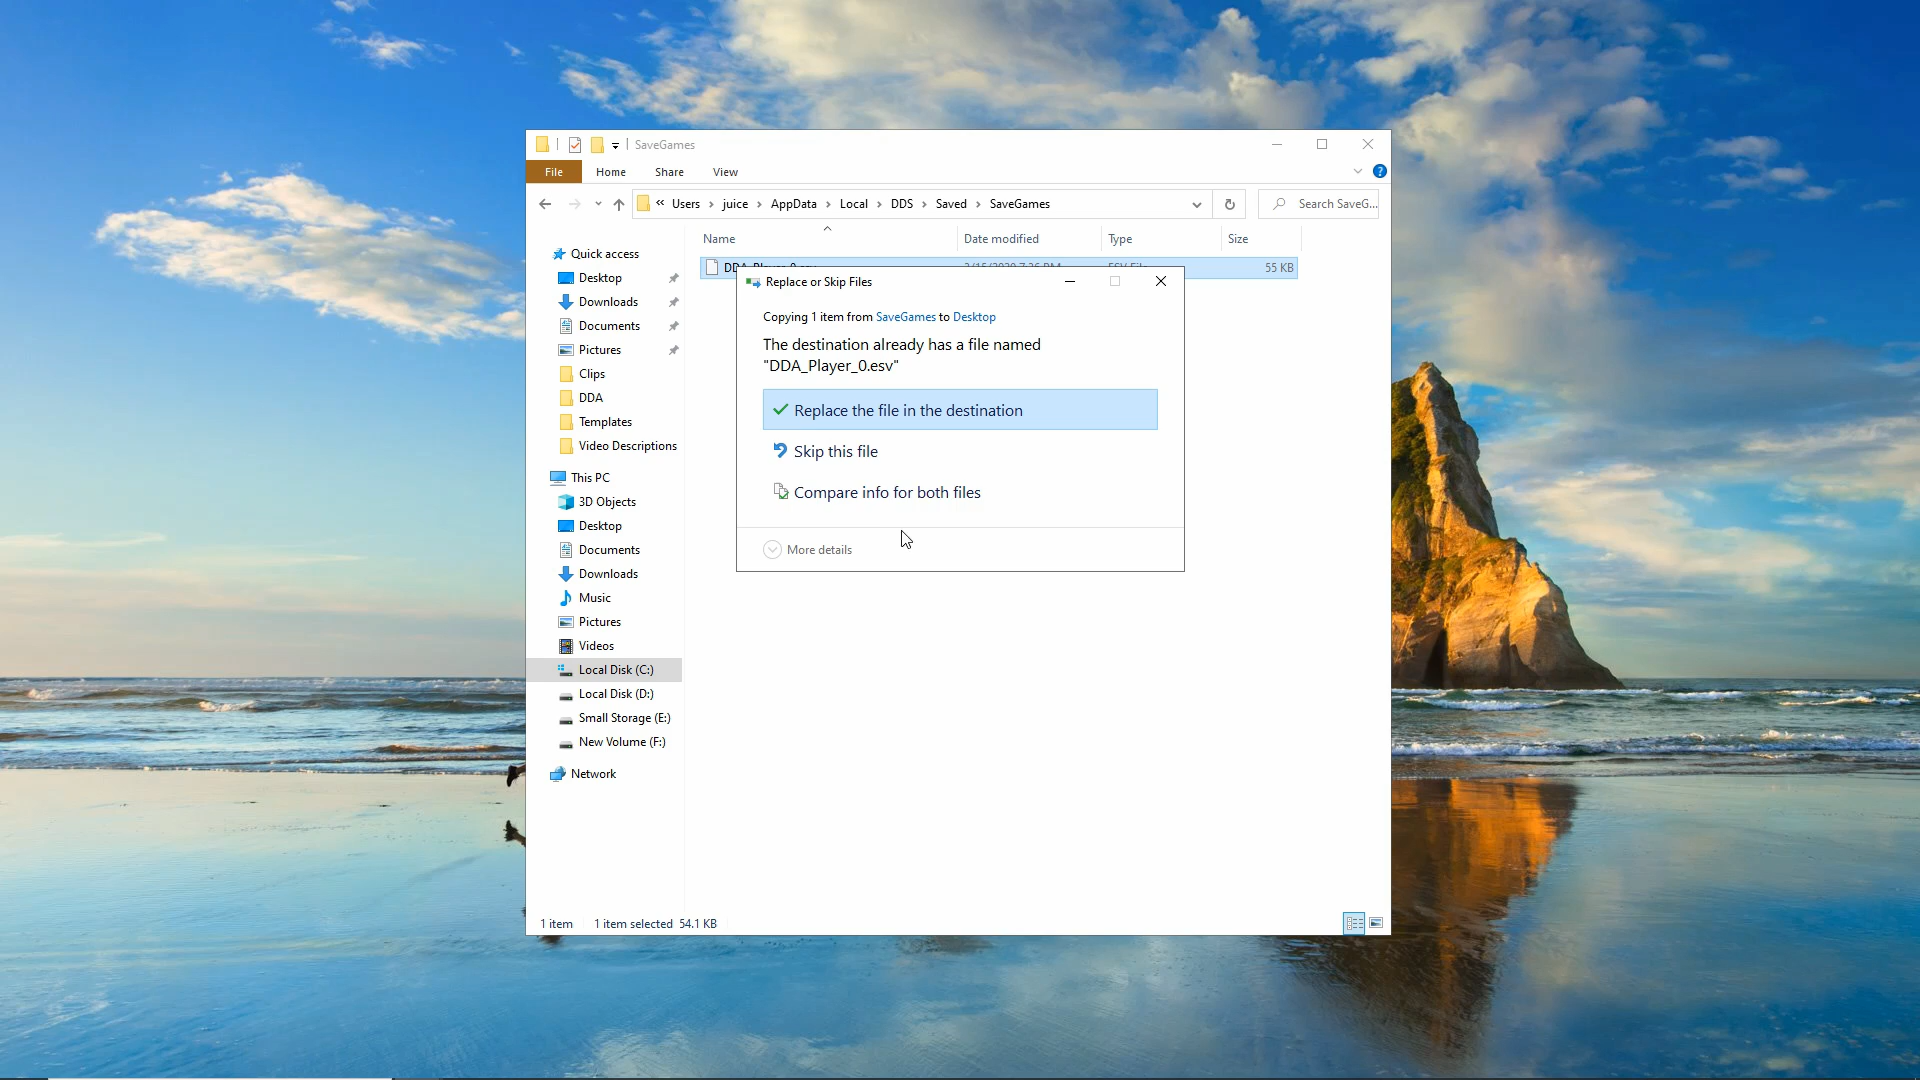 SaveGames
File Home Share View
« Users › juice › AppData › Local › DDS › Saved › SaveGames
Search SaveG...
Name Date modified Type Size
55 KB
Quick access
Desktop
Downloads
Documents
Pictures
Clips
DDA
Templates
Video Descriptions
This PC
3D Objects
Desktop
Documents
Downloads
Music
Pictures
Videos
Local Disk (C:)
Local Disk (D:)
Small Storage (E:)
New Volume (F:)
Network
Replace or Skip Files
Copying 1 item from SaveGames to Desktop
The destination already has a file named
"DDA_Player_0.esv"
Replace the file in the destination
Skip this file
Compare info for both files
More details
1 item 1 item selected 54.1 KB